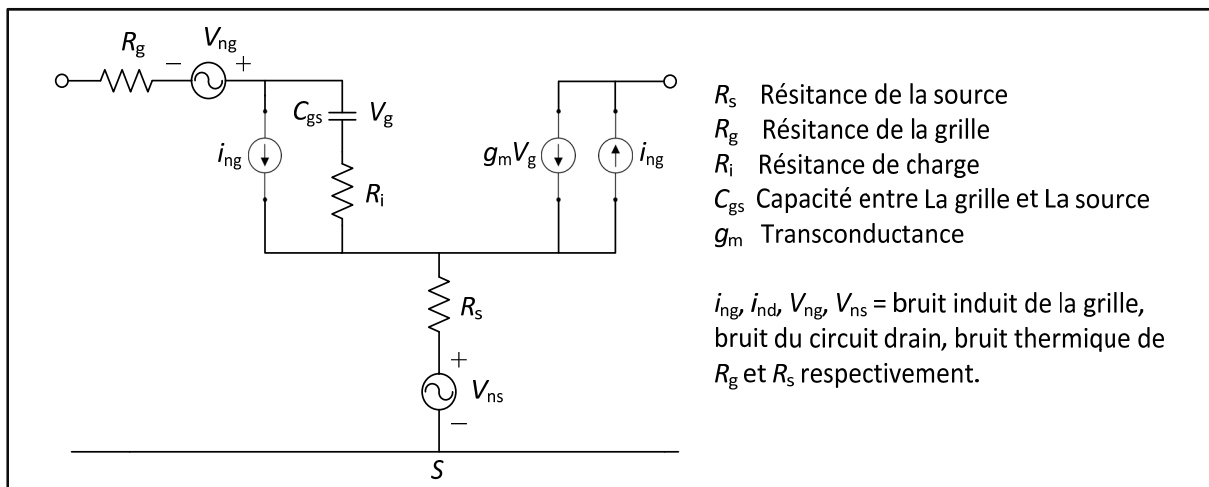 Rg
Vng
− +
Cgs Vg
ing
Ri
gmVg
ing
Rs
+
Vns
−
S
Rs Résitance de la source
Rg Résitance de la grille
Ri Résitance de charge
Cgs Capacité entre La grille et La source
gm Transconductance
ing, ind, Vng, Vns = bruit induit de la grille,
bruit du circuit drain, bruit thermique de
Rg et Rs respectivement.